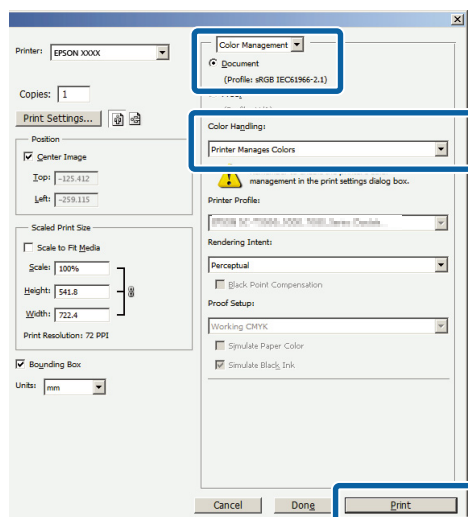 Printer: EPSON XXXX
Copies: 1
Print Settings...
Position
Center Image
Top: -125.412
Left: -259.115
Scaled Print Size
Scale to Fit Media
Scale: 100%
Height: 541.8
Width: 722.4
Print Resolution: 72 PPI
Bounding Box
Units: mm
Color Management
Document
(Profile: sRGB IEC61966-2.1)
Color Handling:
Printer Manages Colors
management in the print settings dialog box.
Printer Profile:
Rendering Intent:
Perceptual
Black Point Compensation
Proof Setup:
Working CMYK
Simulate Paper Color
Simulate Black Ink
Cancel
Done
Print